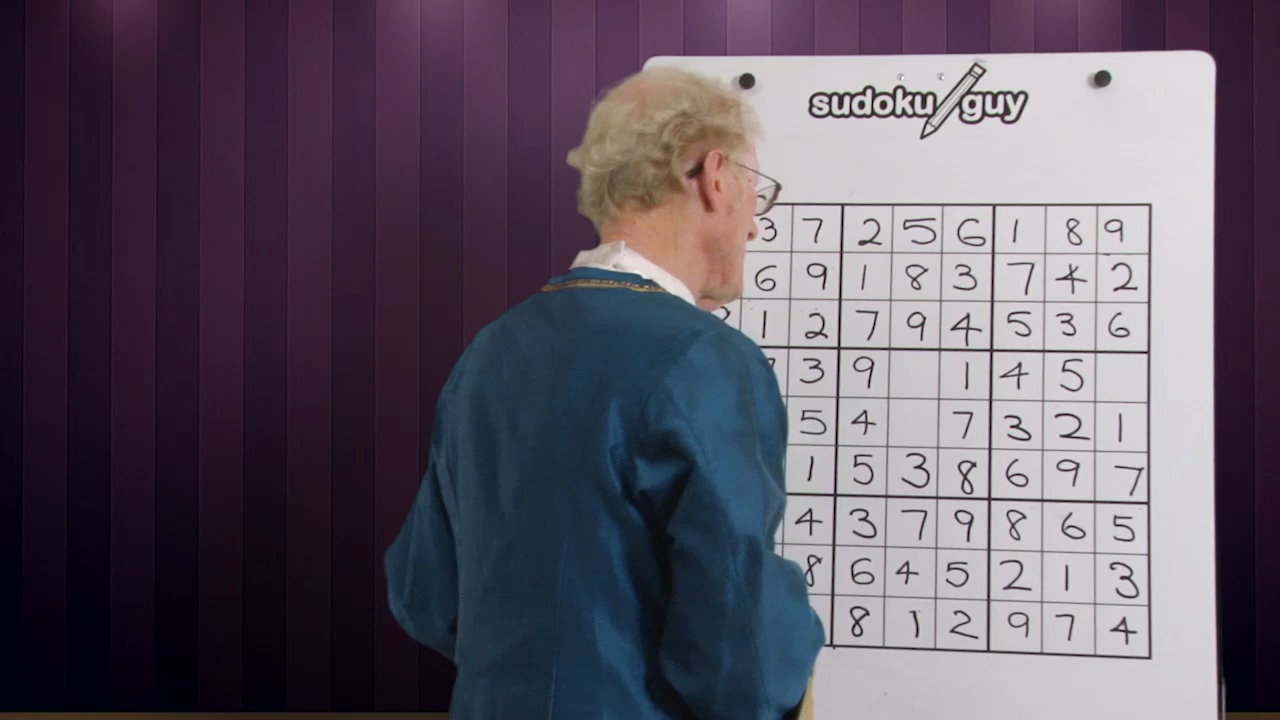 sudoku guy
3 7 2 5 6 1 8 9
6 9 1 8 3 7 4 2
1 2 7 9 4 5 3 6
3 9 1 4 5
5 4 7 3 2 1
1 5 3 8 6 9 7
4 3 7 9 8 6 5
8 6 4 5 2 1 3
8 1 2 9 7 4